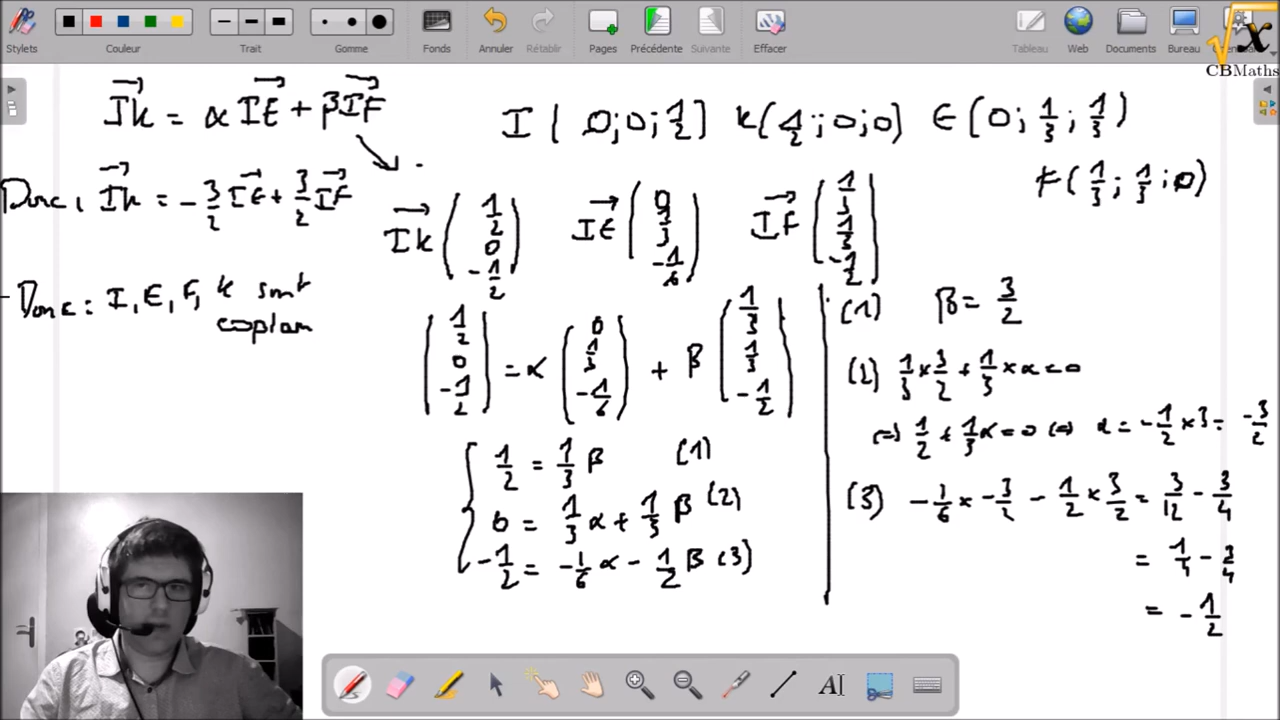 Stylets Couleur Trait Gomme Fonds Annuler Rétablir Pages Précédente Suivante Effacer Tableau Web Documents Bureau
CBMaths
Ik = αIE + βIF
I( 0;0;1/2) k(1/2;0;0) E(0;1/3;1/3)
F(1/3;1/3;0)
Donc: Ik = -3/2 IE + 3/2 IF
Ik (1/2 0 -1/2) IE (0 1/3 -1/6) IF (1/3 1/3 -1/2)
- Donc: I, E, F, k sont
coplan
(1/2 0 -1/2) = α (0 1/3 -1/6) + β (1/3 1/3 -1/2)
{ 1/2 = 1/3 β (1)
0 = 1/3 α + 1/3 β (2)
-1/2 = -1/6 α - 1/2 β (3)
(1) β = 3/2
(2) 1/3 × 3/2 + 1/3 × α = 0
⇔ 1/2 + 1/3 α = 0 ⇔ α = -1/2 × 3 = -3/2
(3) -1/6 × -3/2 - 1/2 × 3/2 = 3/12 - 3/4
= 1/4 - 3/4
= -1/2
AI